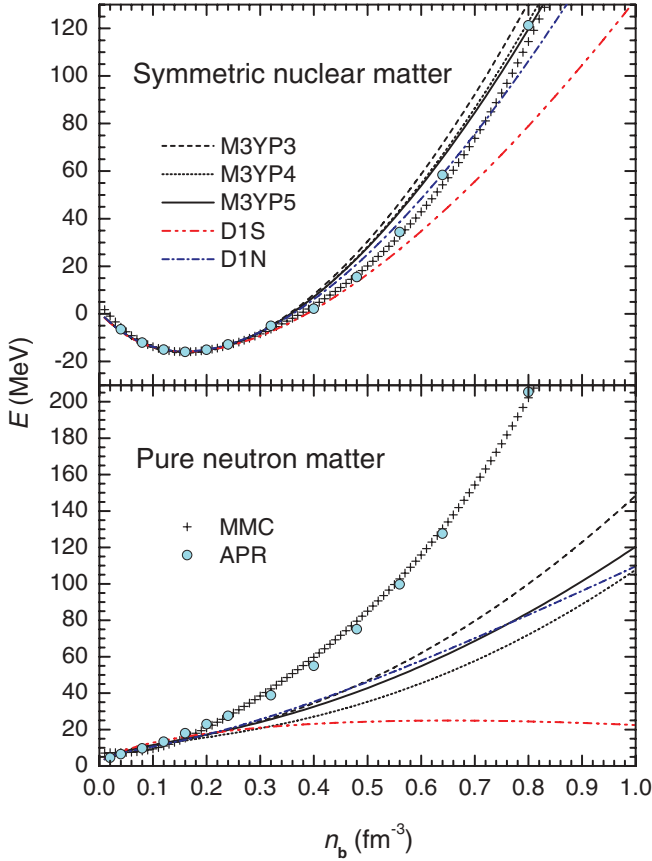 120
100
80
60
40
20
0
-20
Symmetric nuclear matter
M3YP3
M3YP4
M3YP5
D1S
D1N
E (MeV)
200
180
160
140
120
100
80
60
40
20
0
Pure neutron matter
MMC
APR
0.0 0.1 0.2 0.3 0.4 0.5 0.6 0.7 0.8 0.9 1.0
n_b (fm⁻³)